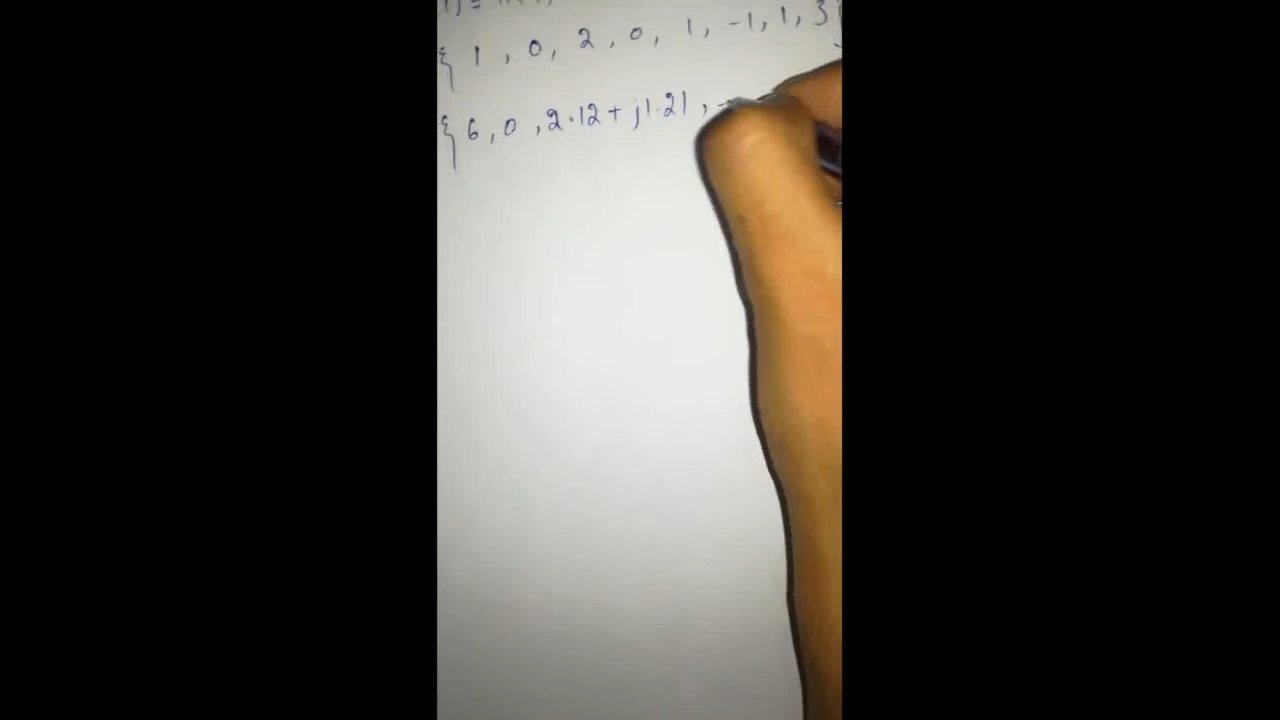 { 1 , 0 , 2 , 0 , 1 , -1 , 1 , 3
{ 6 , 0 , 2.12 + j1.21 , -